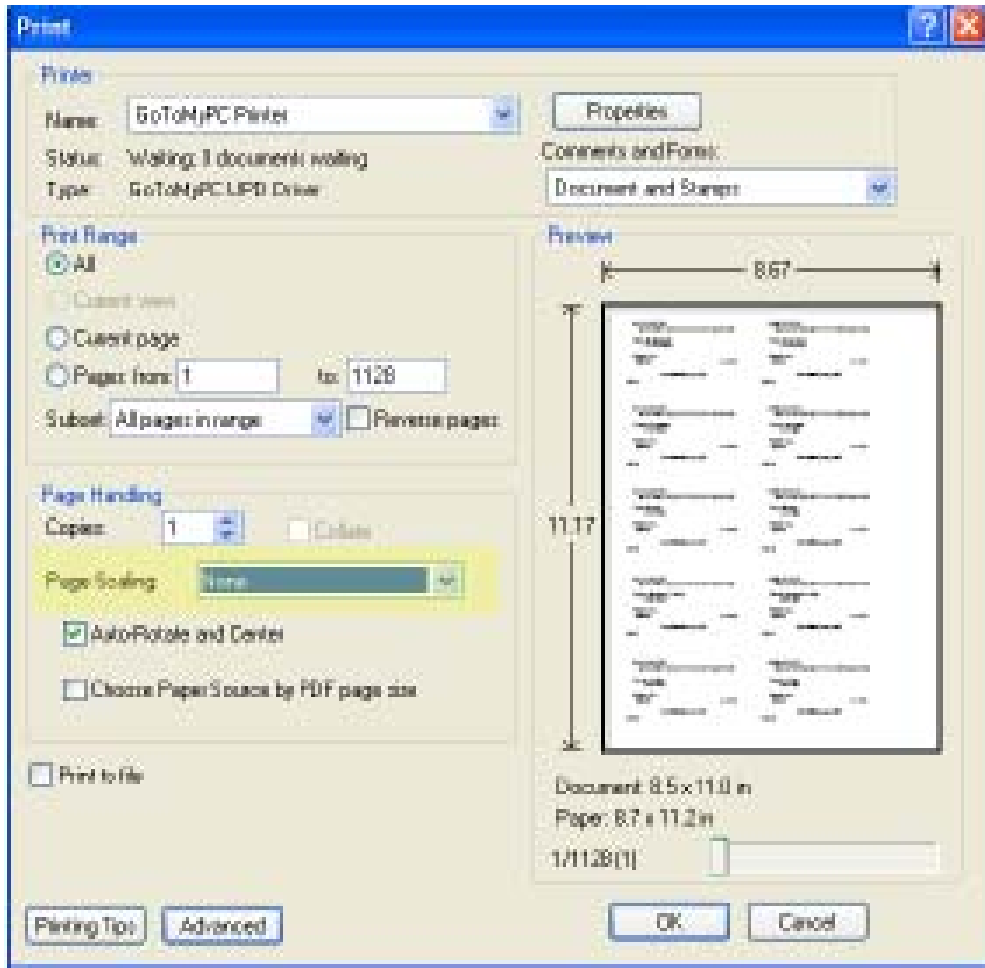 Print
Printer
Name: GoToMyPC Printer
Properties
Status: Waiting: 0 documents waiting
Comments and Forms:
Type: GoToMyPC UPD Driver
Document and Stamps
Print Range
Preview
All
8.67
Current view
Current page
Pages from: 1 to: 1128
Subset: All pages in range
Reverse pages
Page Handling
Copies: 1
Collate
11.17
Page Scaling: None
Auto-Rotate and Center
Choose Paper Source by PDF page size
Print to file
Document: 8.5 x 11.0 in
Paper: 8.7 x 11.2 in
1/1128 (1)
Printing Tips
Advanced
OK
Cancel